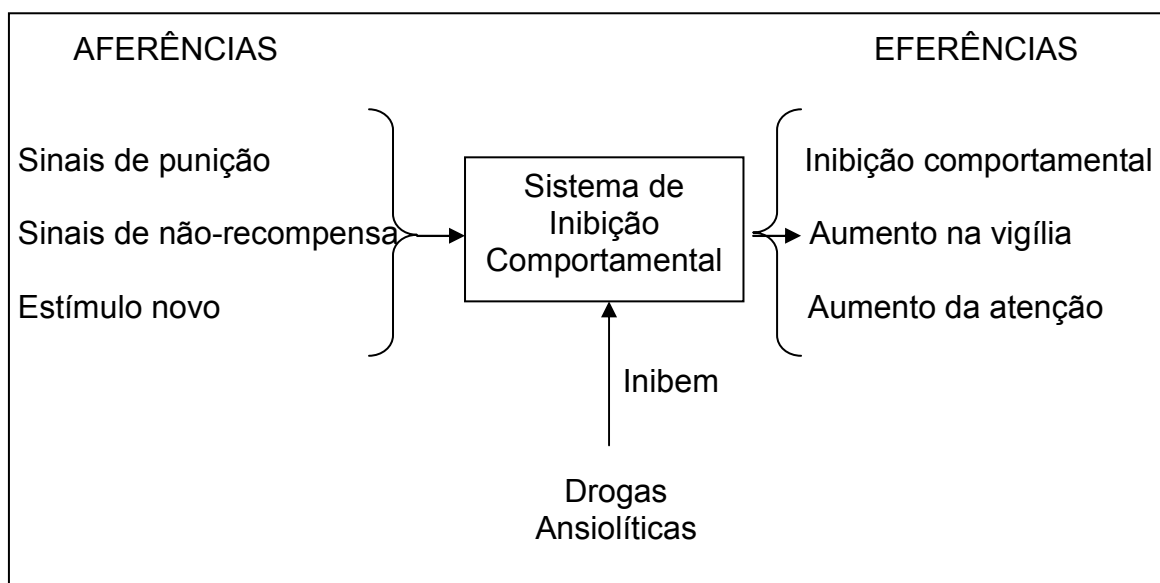 AFERÊNCIAS
EFERÊNCIAS
Sinais de punição
Sinais de não-recompensa
Estímulo novo
Sistema de
Inibição
Comportamental
Inibição comportamental
Aumento na vigília
Aumento da atenção
Inibem
Drogas
Ansiolíticas